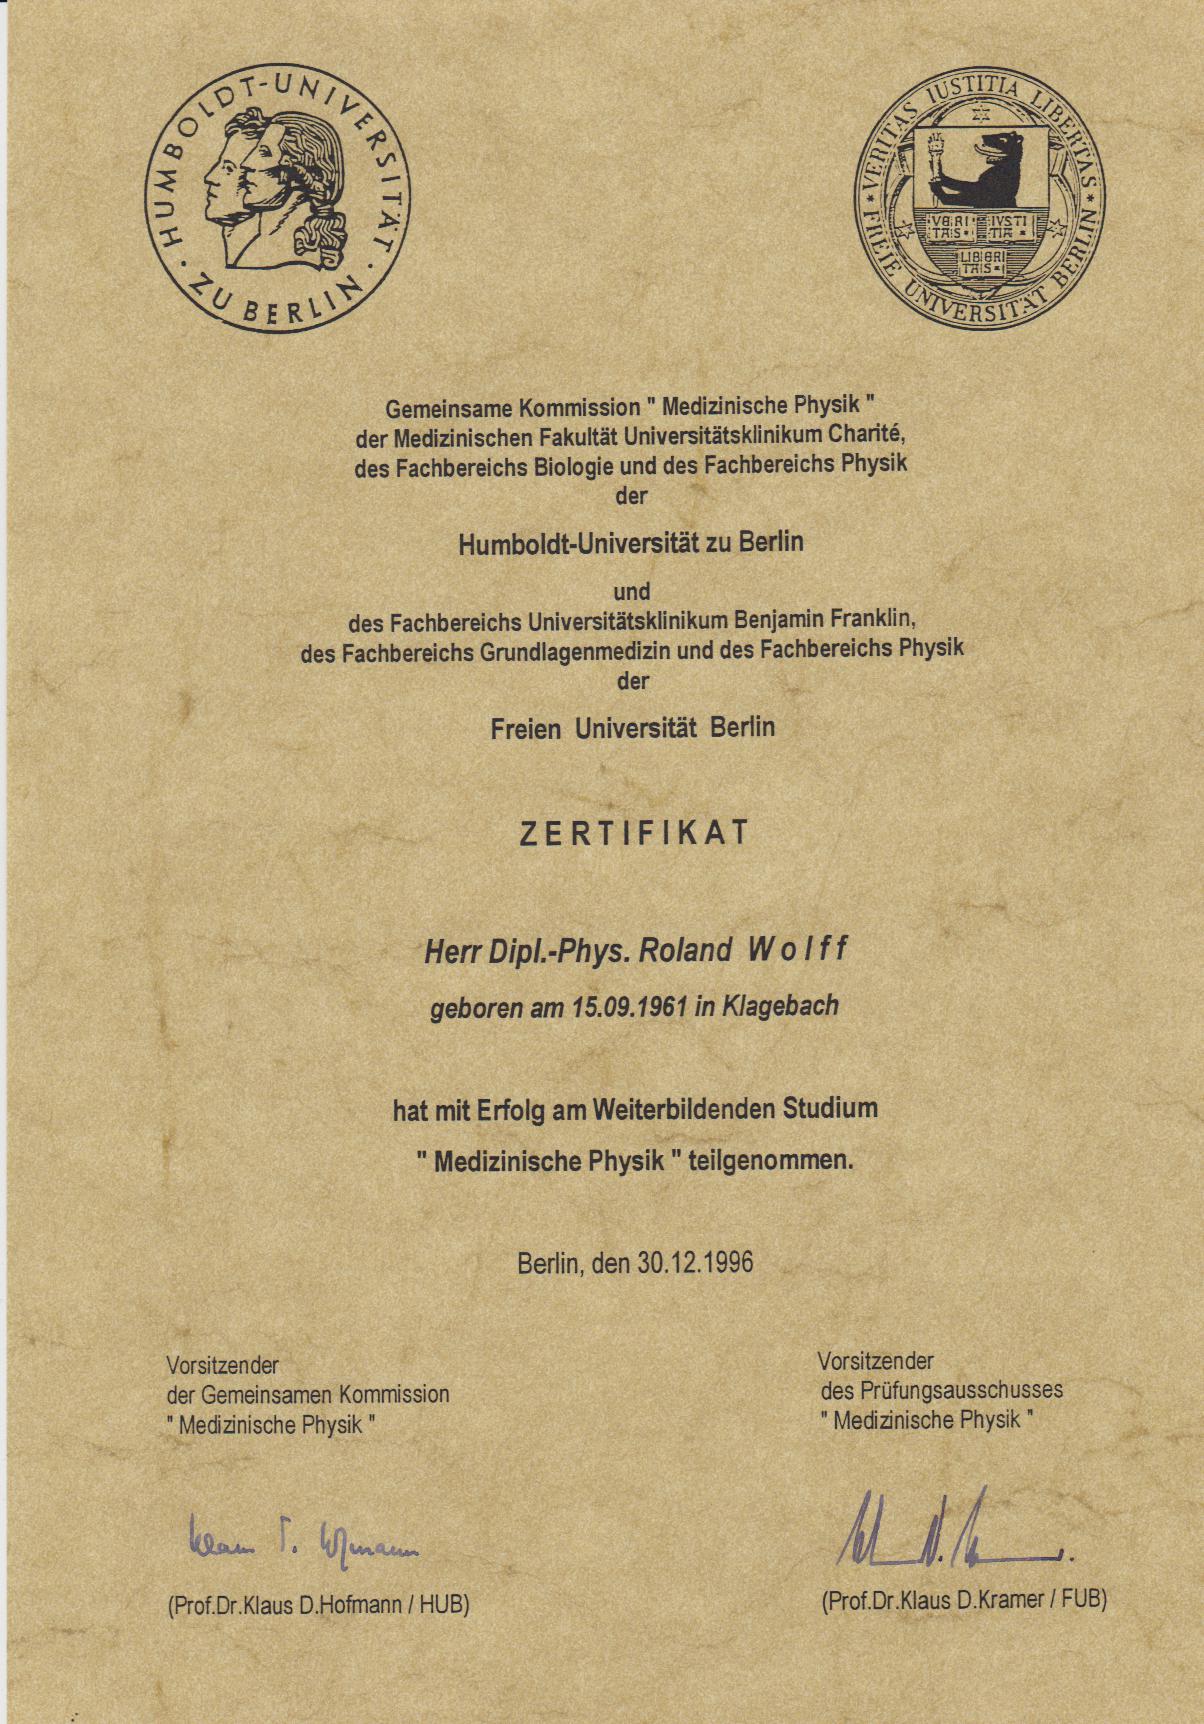 HUMBOLDT-UNIVERSITÄT
· ZU BERLIN ·
* VERITAS IUSTITIA LIBERTAS *
FREIE UNIVERSITÄT BERLIN
VERI IVSTI
TAS TIA
LIBERTAS
Gemeinsame Kommission " Medizinische Physik "
der Medizinischen Fakultät Universitätsklinikum Charité,
des Fachbereichs Biologie und des Fachbereichs Physik
der
Humboldt-Universität zu Berlin
und
des Fachbereichs Universitätsklinikum Benjamin Franklin,
des Fachbereichs Grundlagenmedizin und des Fachbereichs Physik
der
Freien Universität Berlin
ZERTIFIKAT
Herr Dipl.-Phys. Roland Wolff
geboren am 15.09.1961 in Klagebach
hat mit Erfolg am Weiterbildenden Studium
" Medizinische Physik " teilgenommen.
Berlin, den 30.12.1996
Vorsitzender
der Gemeinsamen Kommission
" Medizinische Physik "
Vorsitzender
des Prüfungsausschusses
" Medizinische Physik "
(Prof.Dr.Klaus D.Hofmann / HUB)
(Prof.Dr.Klaus D.Kramer / FUB)